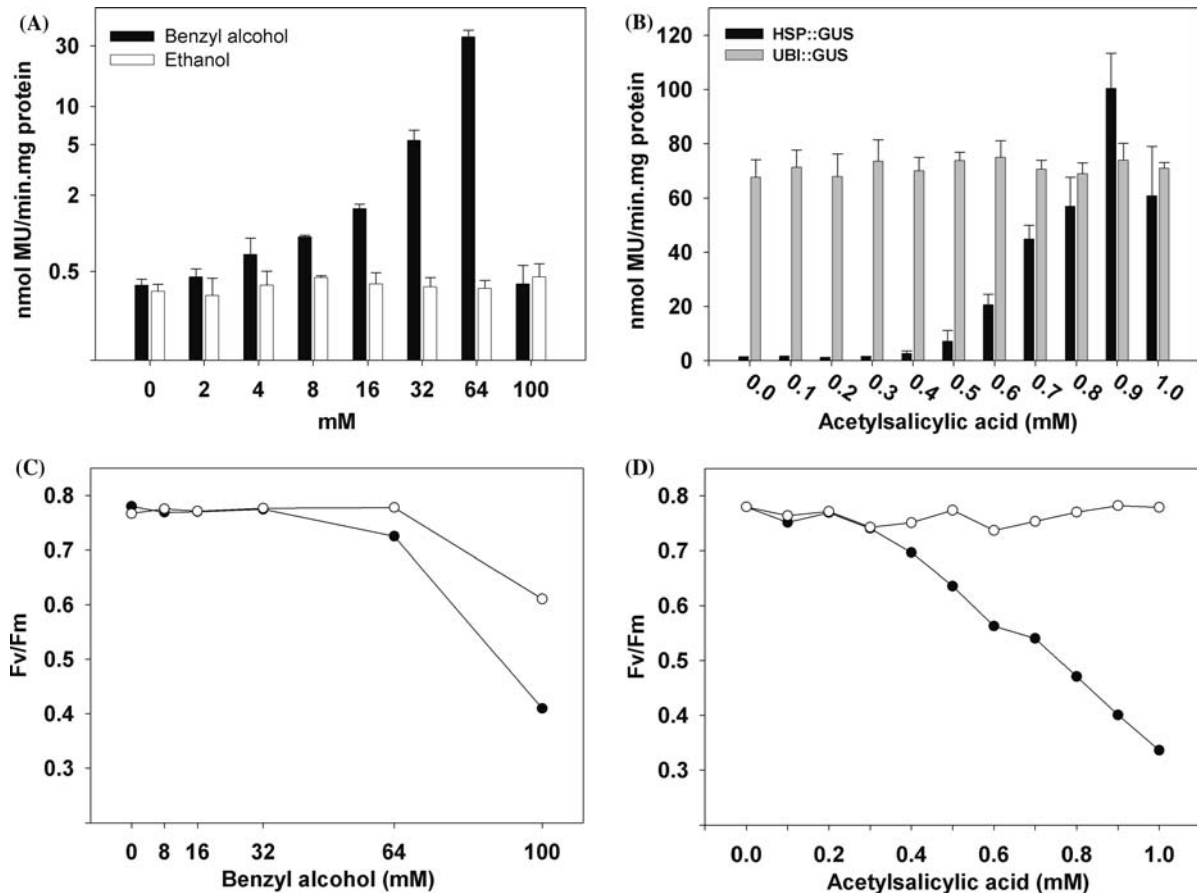 (A)
Benzyl alcohol
Ethanol
nmol MU/min.mg protein
30
10
5
2
0.5
0 2 4 8 16 32 64 100
mM
(B)
HSP::GUS
UBI::GUS
nmol MU/min.mg protein
120
100
80
60
40
20
0
0.0 0.1 0.2 0.3 0.4 0.5 0.6 0.7 0.8 0.9 1.0
Acetylsalicylic acid (mM)
(C)
Fv/Fm
0.8
0.7
0.6
0.5
0.4
0.3
0 8 16 32 64 100
Benzyl alcohol (mM)
(D)
Fv/Fm
0.8
0.7
0.6
0.5
0.4
0.3
0.0 0.2 0.4 0.6 0.8 1.0
Acetylsalicylic acid (mM)